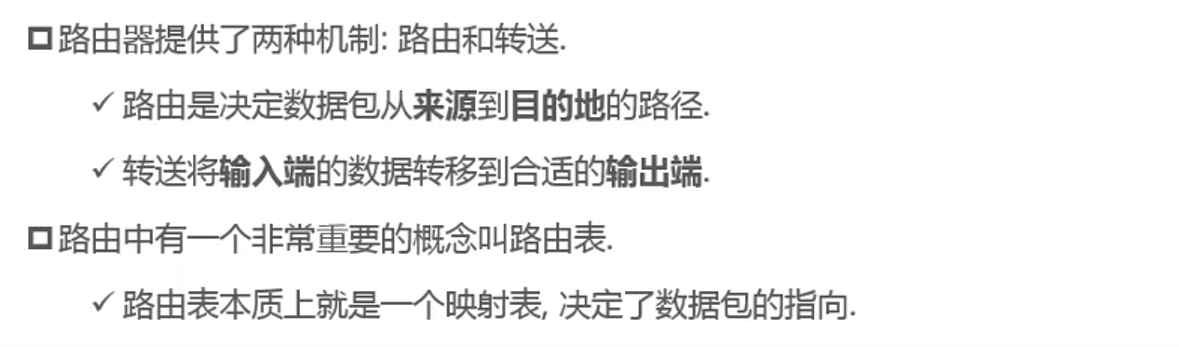 路由器提供了两种机制: 路由和转送.
路由是决定数据包从来源到目的地的路径.
转送将输入端的数据转移到合适的输出端.
路由中有一个非常重要的概念叫路由表.
路由表本质上就是一个映射表, 决定了数据包的指向.